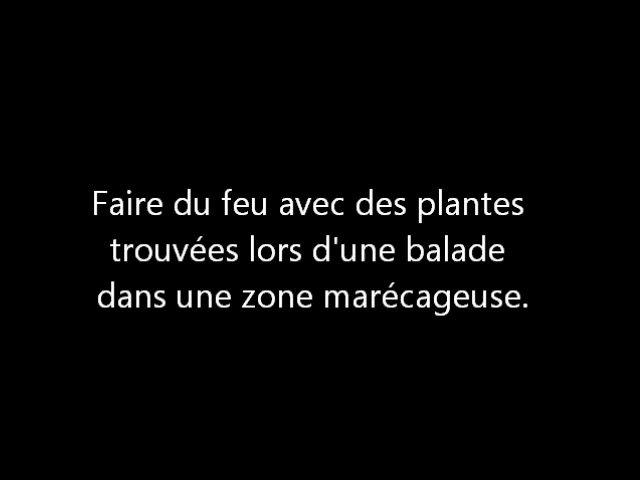 Faire du feu avec des plantes
trouvées lors d'une balade
dans une zone marécageuse.